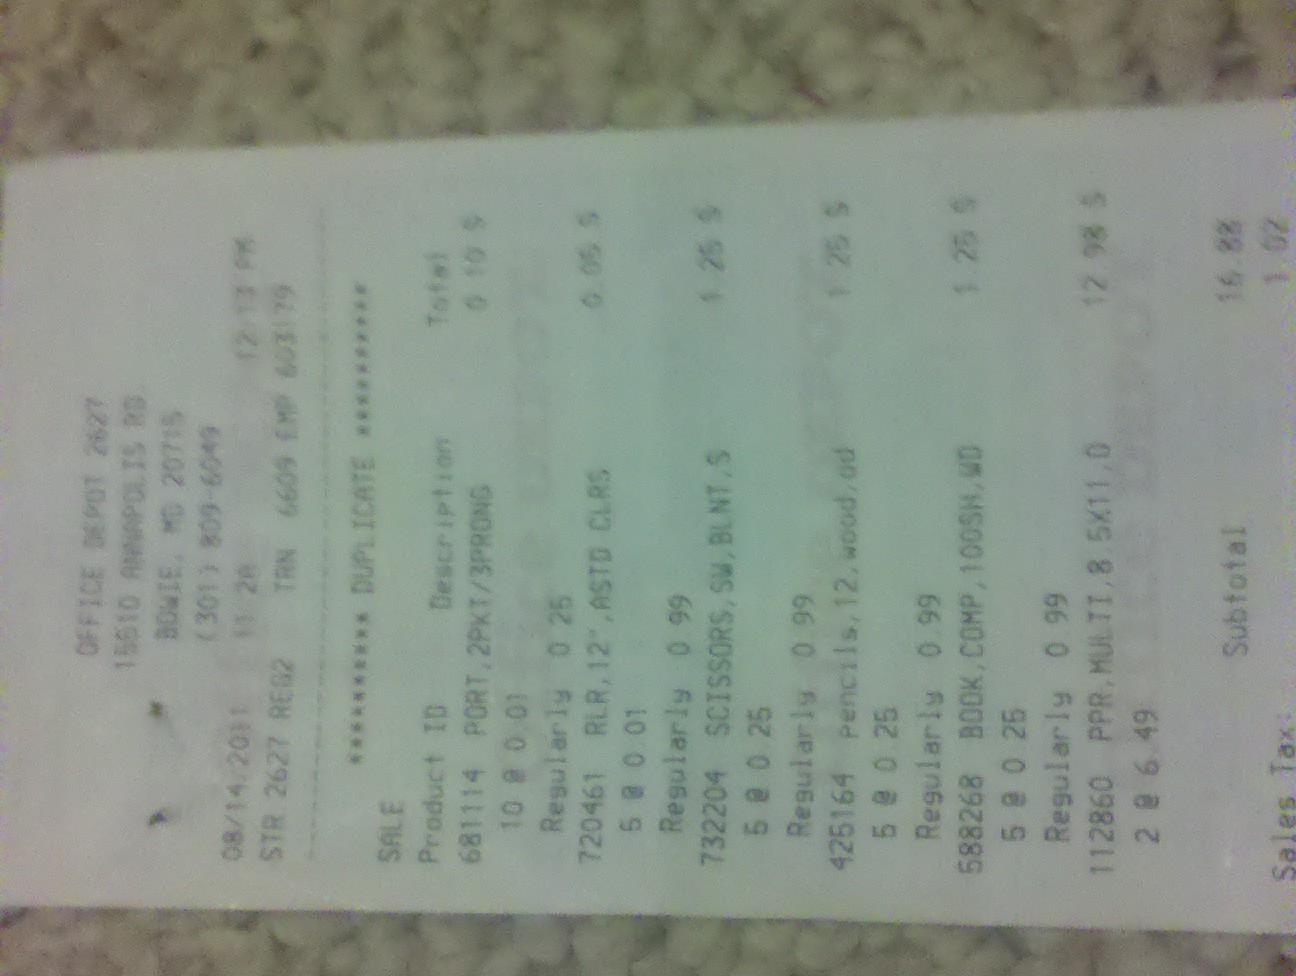 OFFICE DEPOT 2627
15510 ANNAPOLIS RD
BOWIE, MD 20715
(301) 809-6049
08/14/2011 11 2A 12:13 PM
STR 2627 REG2 TRN 6609 EMP 603179
********* DUPLICATE *********
SALE
Product ID Description Total
681114 PORT,2PKT/3PRONG 0.10 S
10 @ 0.01
Regularly 0.25
720461 RLR,12",ASTD CLRS 0.05 S
5 @ 0.01
Regularly 0.99
732204 SCISSORS,SW,BLNT,5 1.25 S
5 @ 0.25
Regularly 0.99
425164 Pencils,12,wood,od 1.25 S
5 @ 0.25
Regularly 0.99
588268 BOOK,COMP,100SH,WD 1.25 S
5 @ 0.25
Regularly 0.99
112860 PPR,MULTI,8.5X11,O 12.98 S
2 @ 6.49
Subtotal 16.88
Sales Tax: 1.02